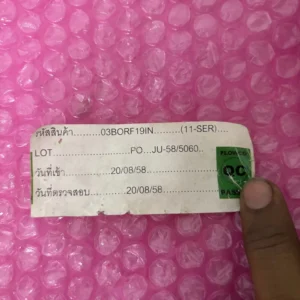 รหัสสินค้า.........03BORF19IN.........(11-SER)....
LOT.........................PO...JU-58/5060..
วันที่เข้า...............20/08/58.
วันที่ตรวจสอบ..............20/08/58.
QC